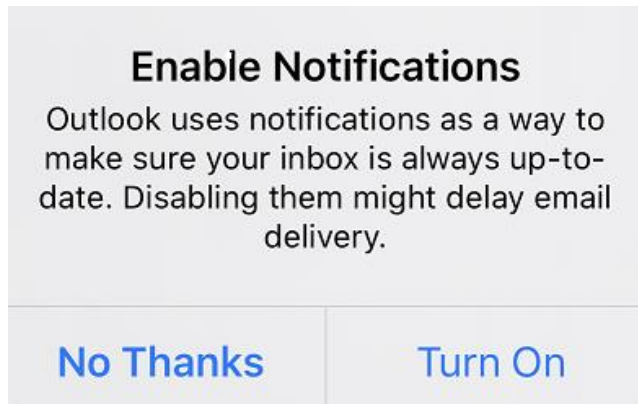 Enable Notifications
Outlook uses notifications as a way to
make sure your inbox is always up-to-
date. Disabling them might delay email
delivery.
No Thanks
Turn On